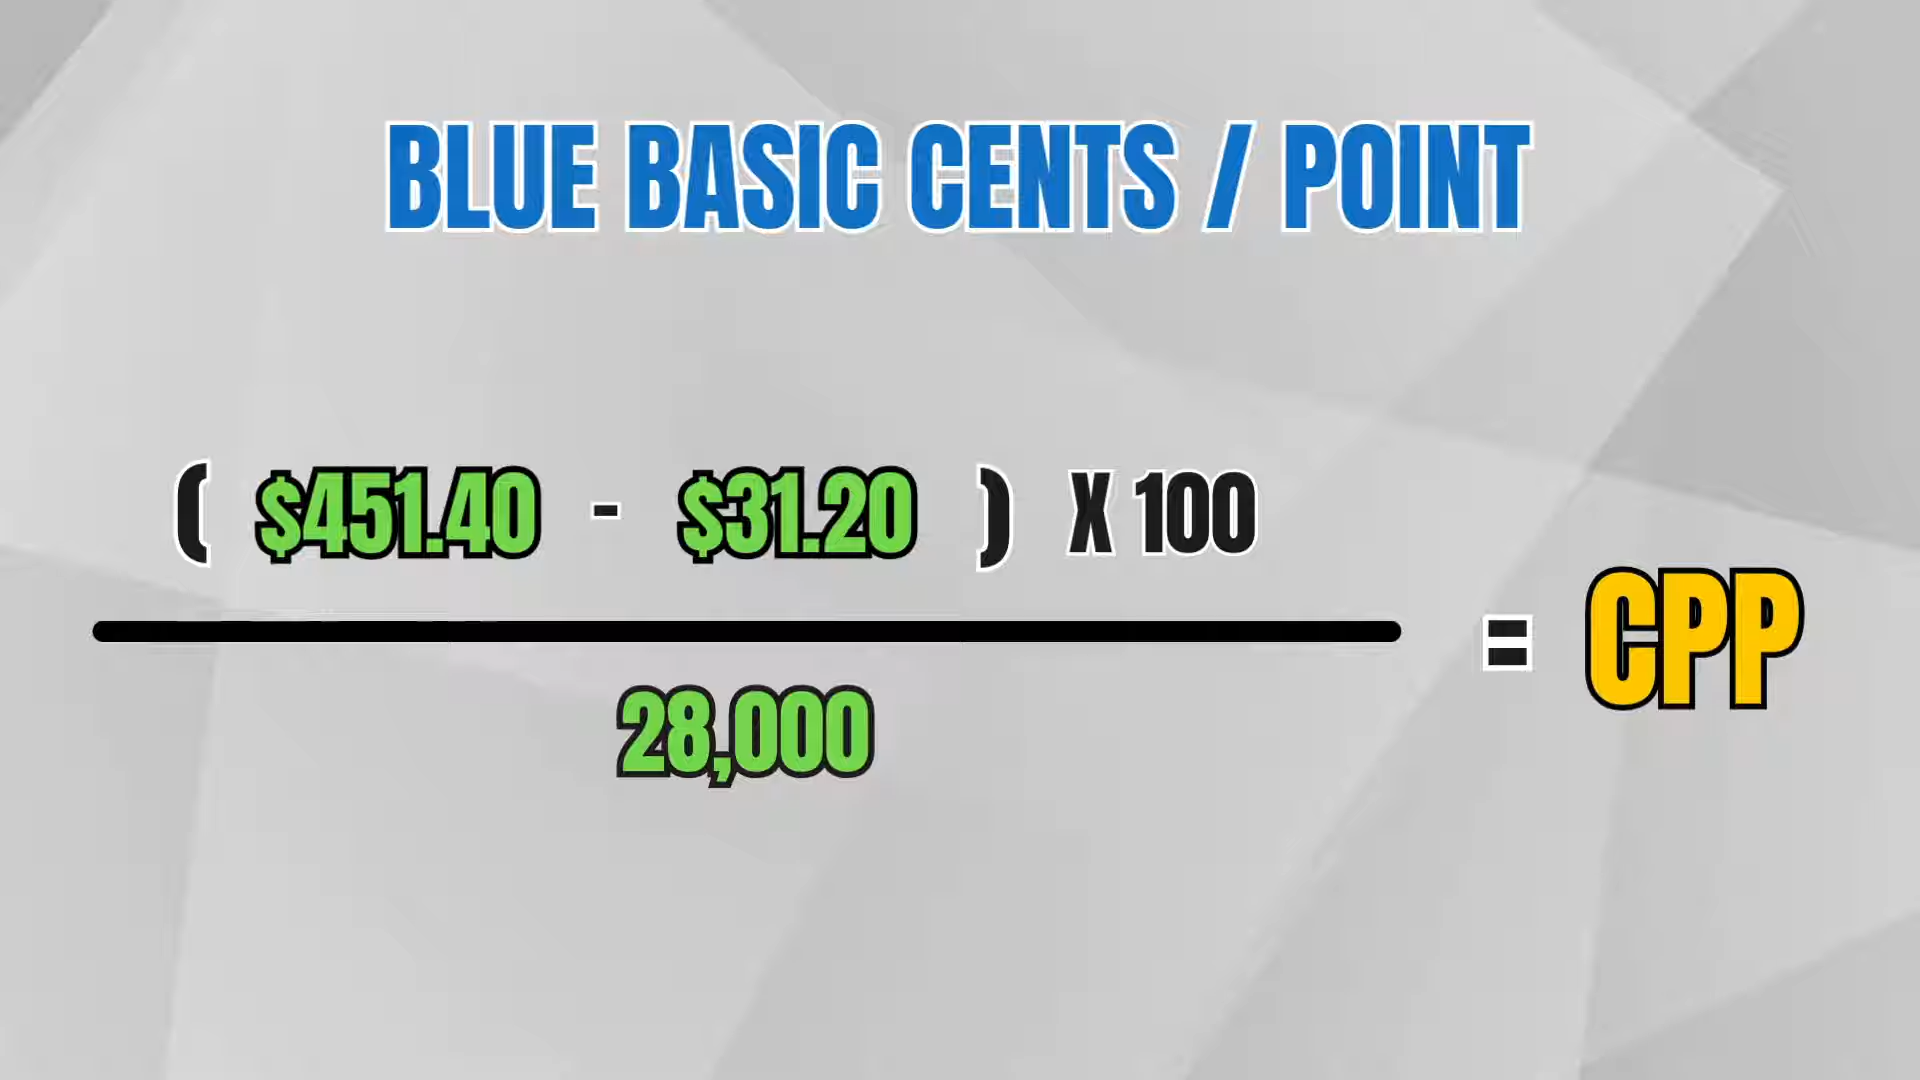 BLUE BASIC CENTS / POINT
( $451.40 - $31.20 ) X 100
= CPP
28,000